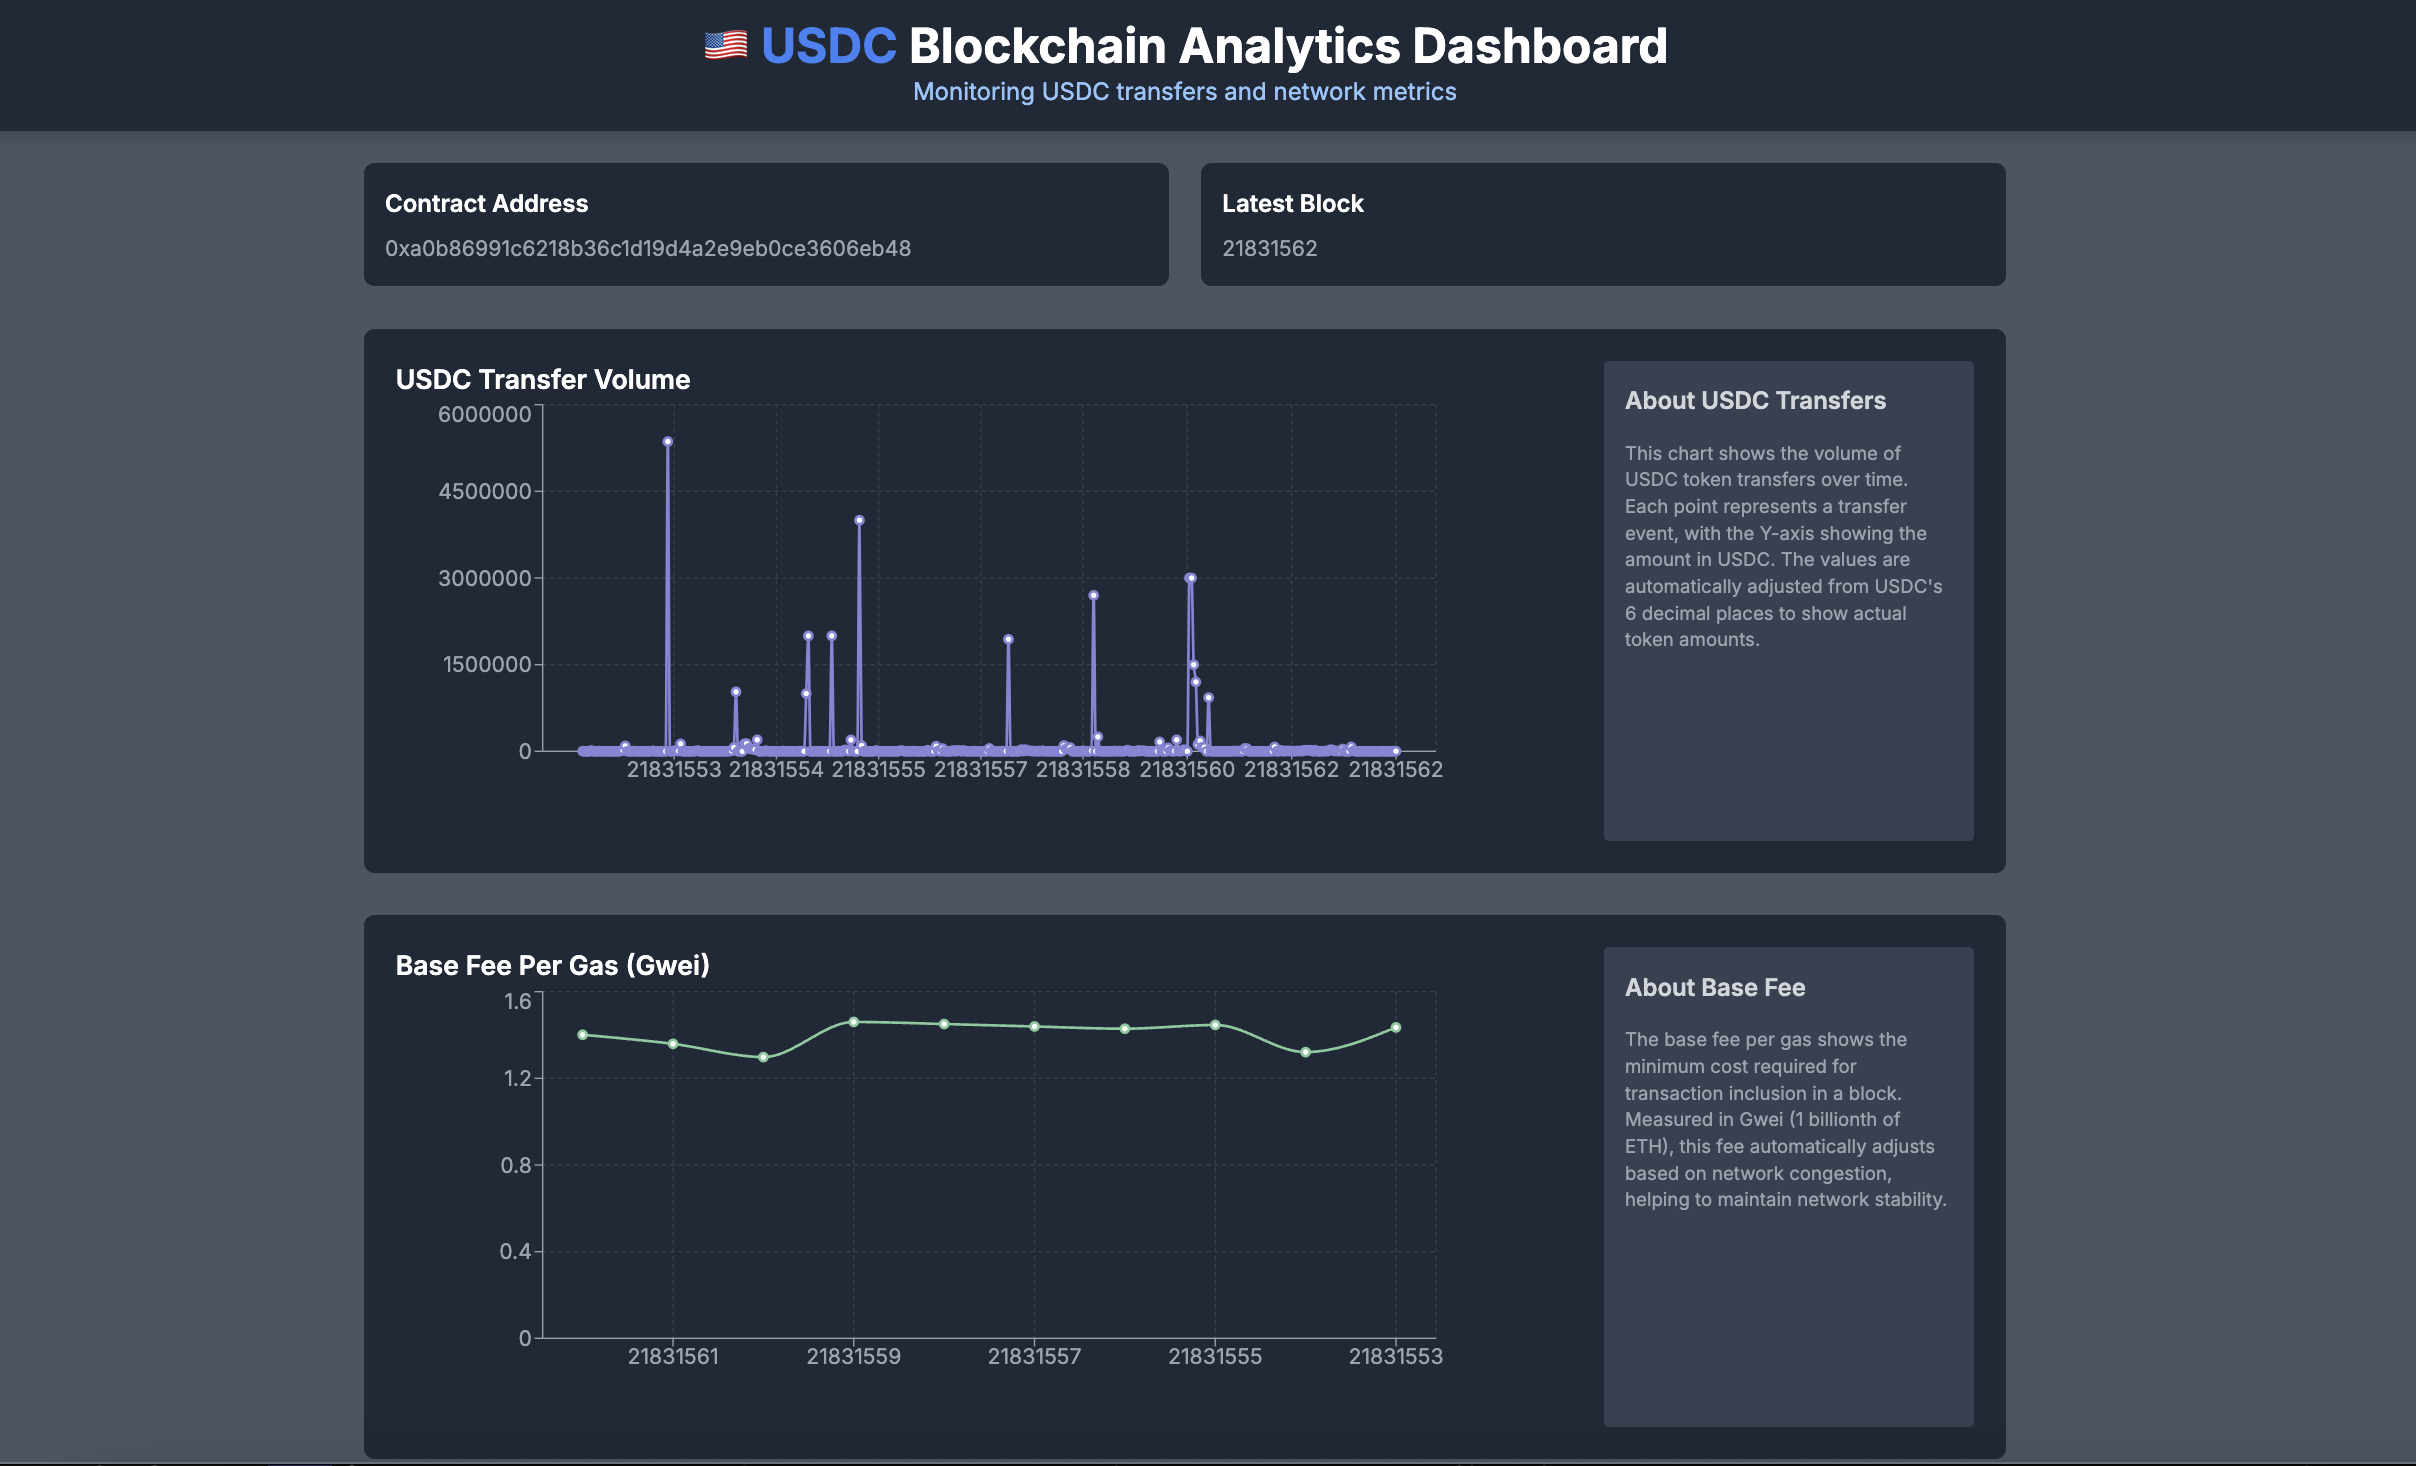 🇺🇸 USDC Blockchain Analytics Dashboard
Monitoring USDC transfers and network metrics
Contract Address
0xa0b86991c6218b36c1d19d4a2e9eb0ce3606eb48
Latest Block
21831562
USDC Transfer Volume
6000000
4500000
3000000
1500000
0
21831553 21831554 21831555 21831557 21831558 21831560 21831562 21831562
About USDC Transfers
This chart shows the volume of
USDC token transfers over time.
Each point represents a transfer
event, with the Y-axis showing the
amount in USDC. The values are
automatically adjusted from USDC's
6 decimal places to show actual
token amounts.
Base Fee Per Gas (Gwei)
1.6
1.2
0.8
0.4
0
21831561 21831559 21831557 21831555 21831553
About Base Fee
The base fee per gas shows the
minimum cost required for
transaction inclusion in a block.
Measured in Gwei (1 billionth of
ETH), this fee automatically adjusts
based on network congestion,
helping to maintain network stability.